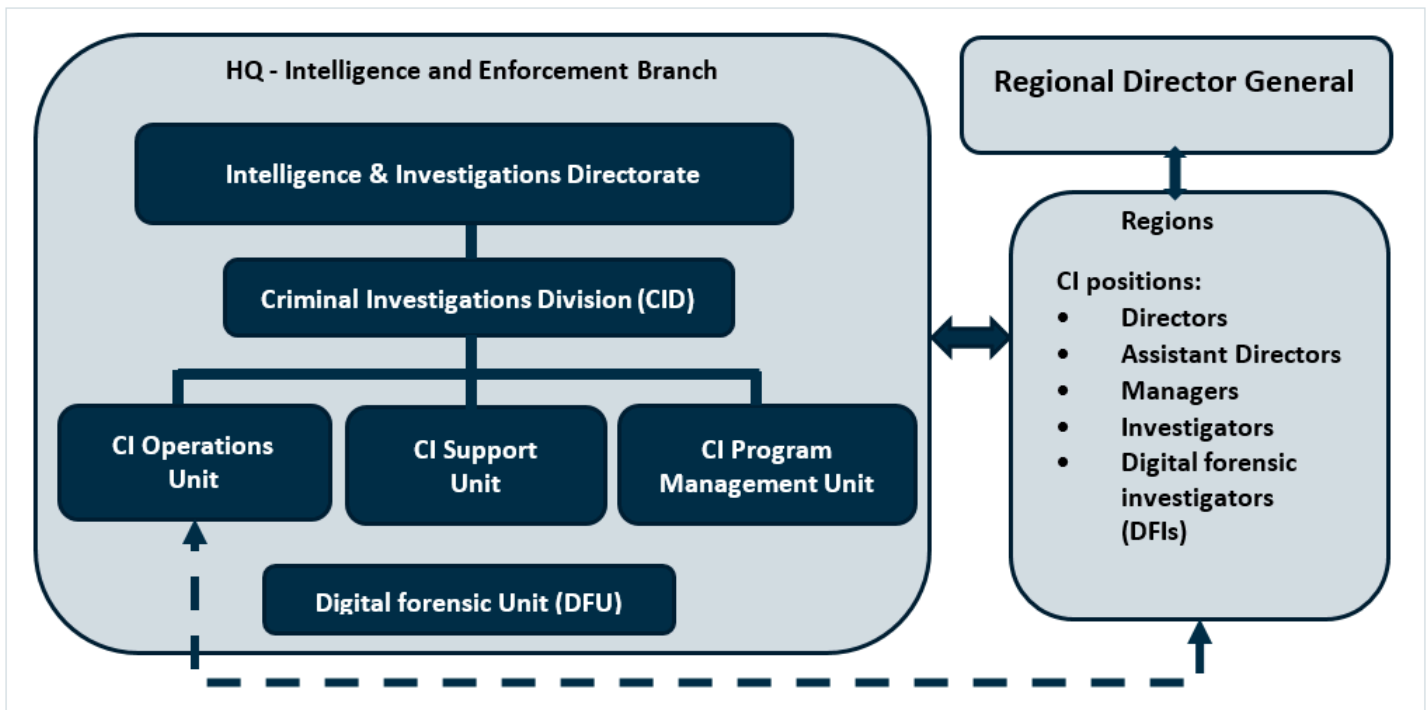 HQ - Intelligence and Enforcement Branch
Intelligence & Investigations Directorate
Criminal Investigations Division (CID)
CI Operations
Unit
CI Support
Unit
CI Program
Management Unit
Digital forensic Unit (DFU)
Regional Director General
Regions
CI positions:
• Directors
• Assistant Directors
• Managers
• Investigators
• Digital forensic
investigators
(DFIs)